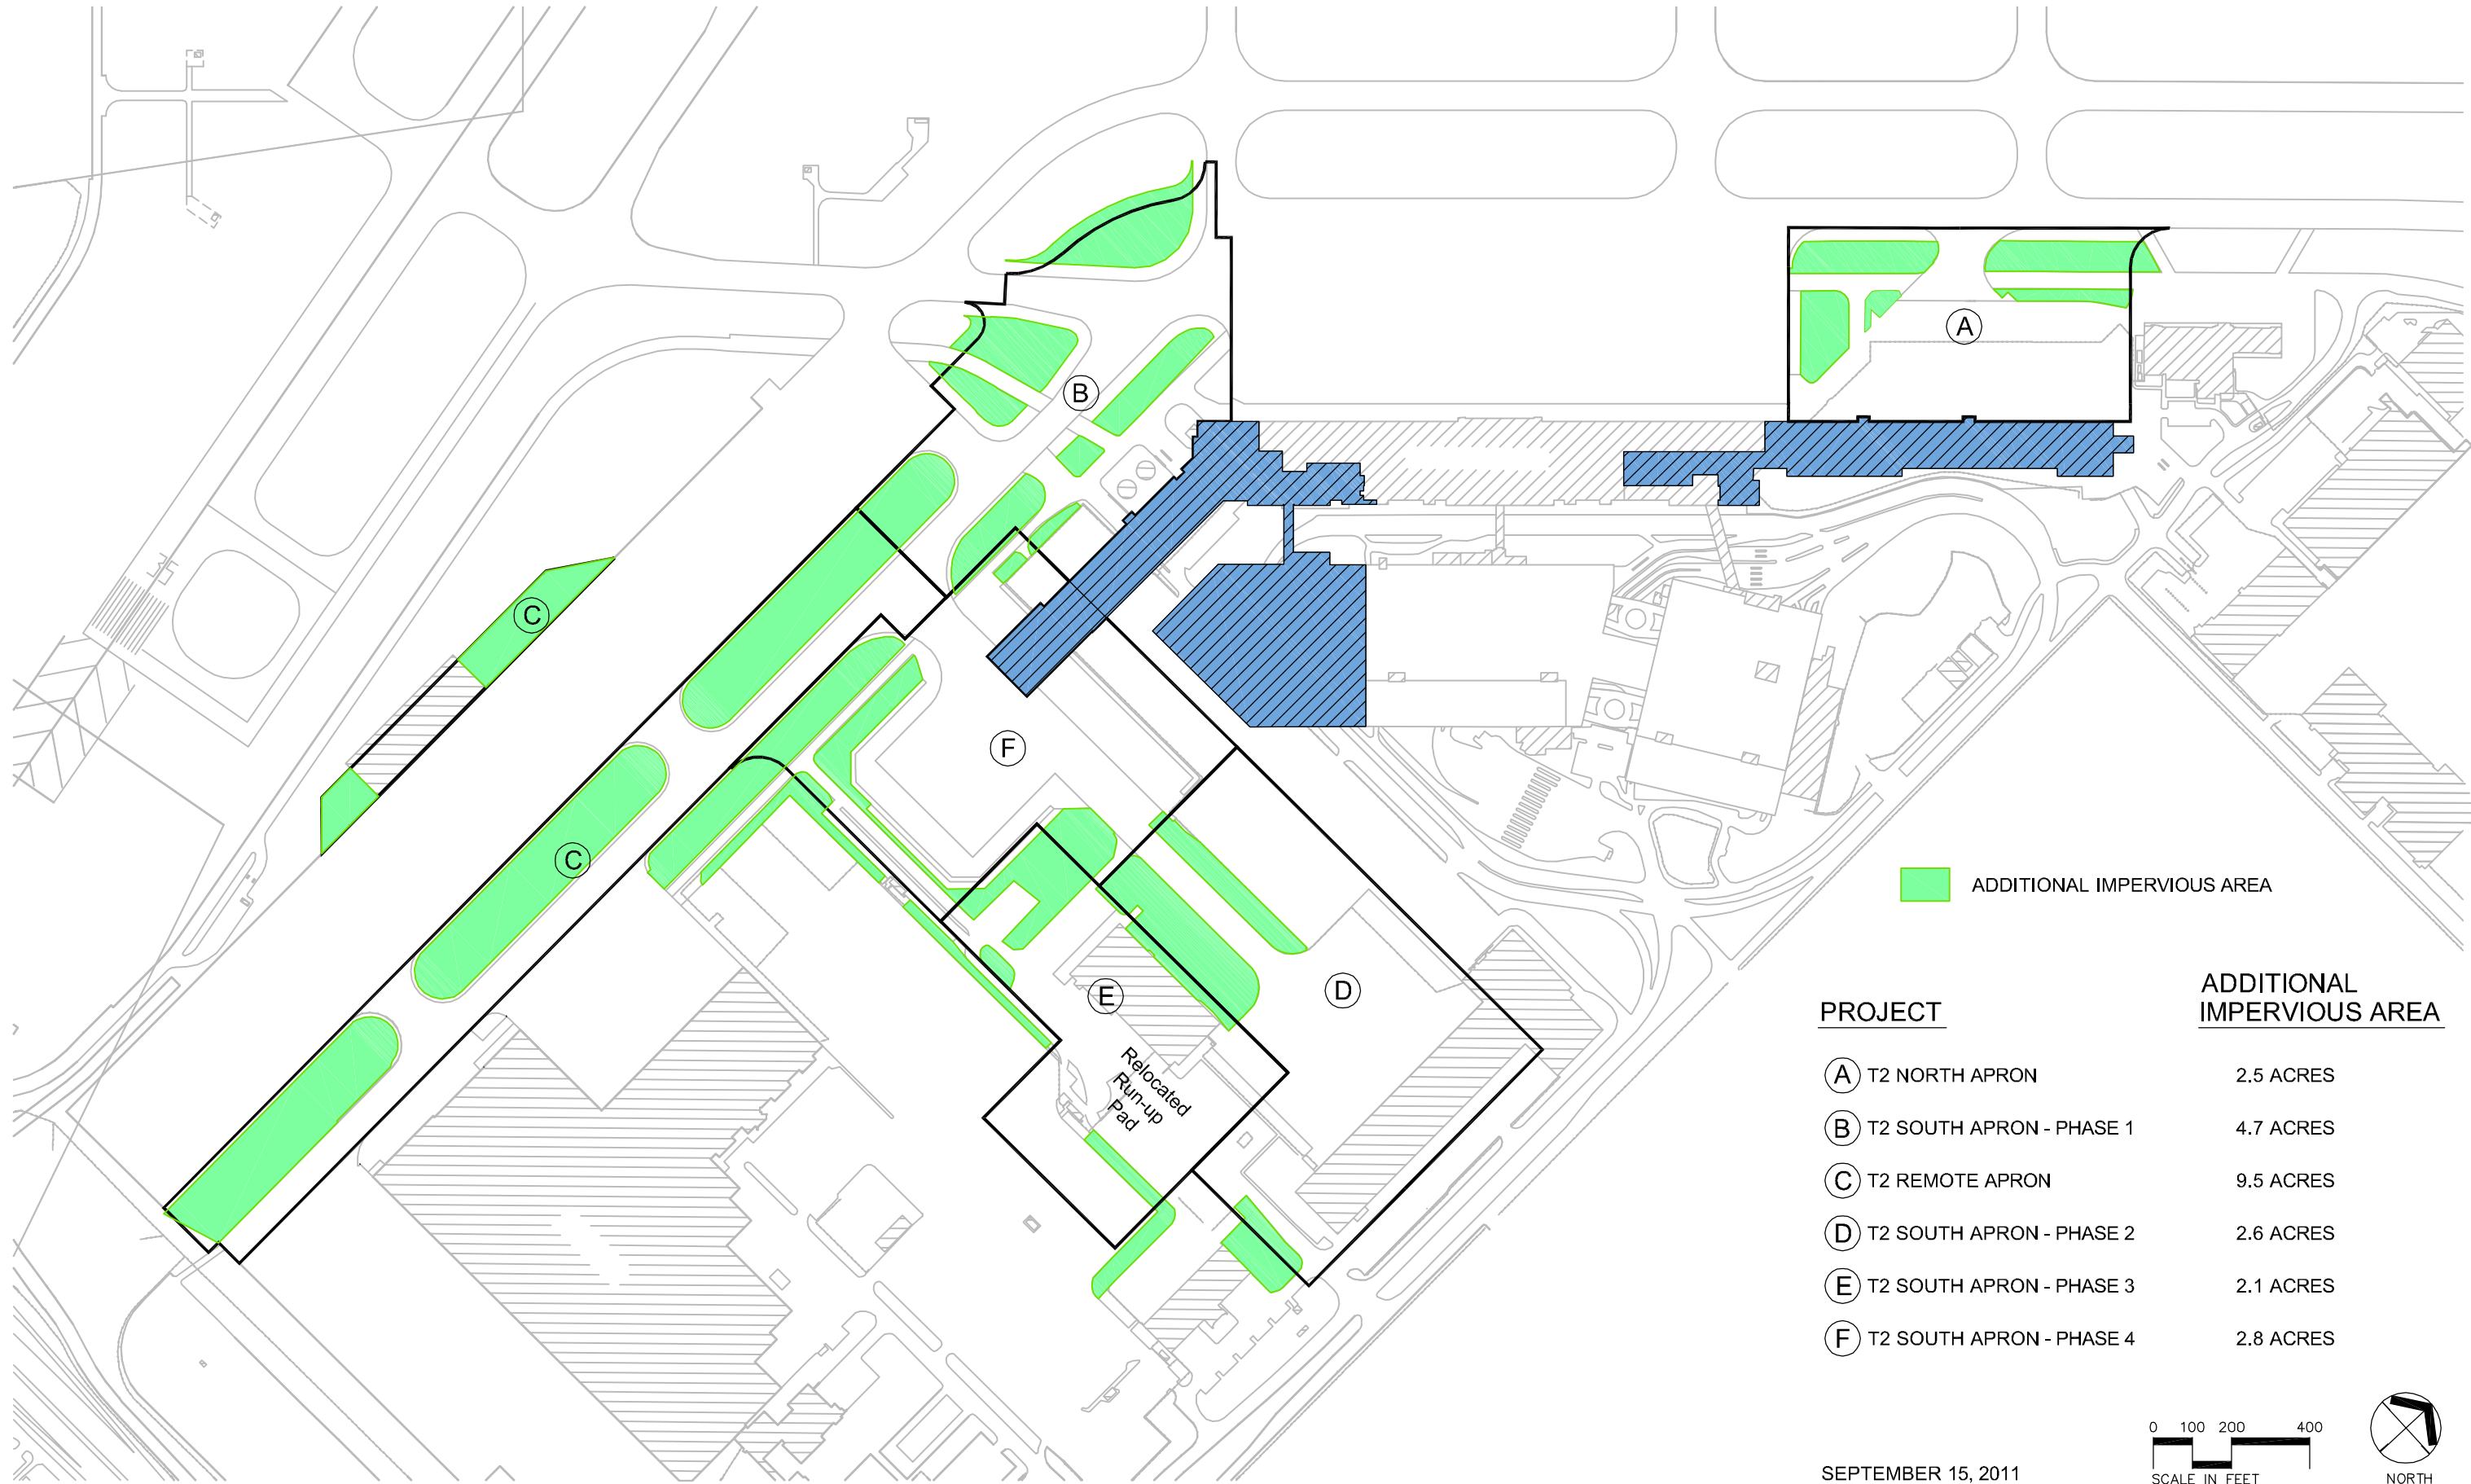 A
B
C
F
C
ADDITIONAL IMPERVIOUS AREA
D
E
Relocated
Run-up
Pad
PROJECT
ADDITIONAL
IMPERVIOUS AREA
A T2 NORTH APRON 2.5 ACRES
B T2 SOUTH APRON - PHASE 1 4.7 ACRES
C T2 REMOTE APRON 9.5 ACRES
D T2 SOUTH APRON - PHASE 2 2.6 ACRES
E T2 SOUTH APRON - PHASE 3 2.1 ACRES
F T2 SOUTH APRON - PHASE 4 2.8 ACRES
0 100 200 400
SCALE IN FEET
NORTH
SEPTEMBER 15, 2011